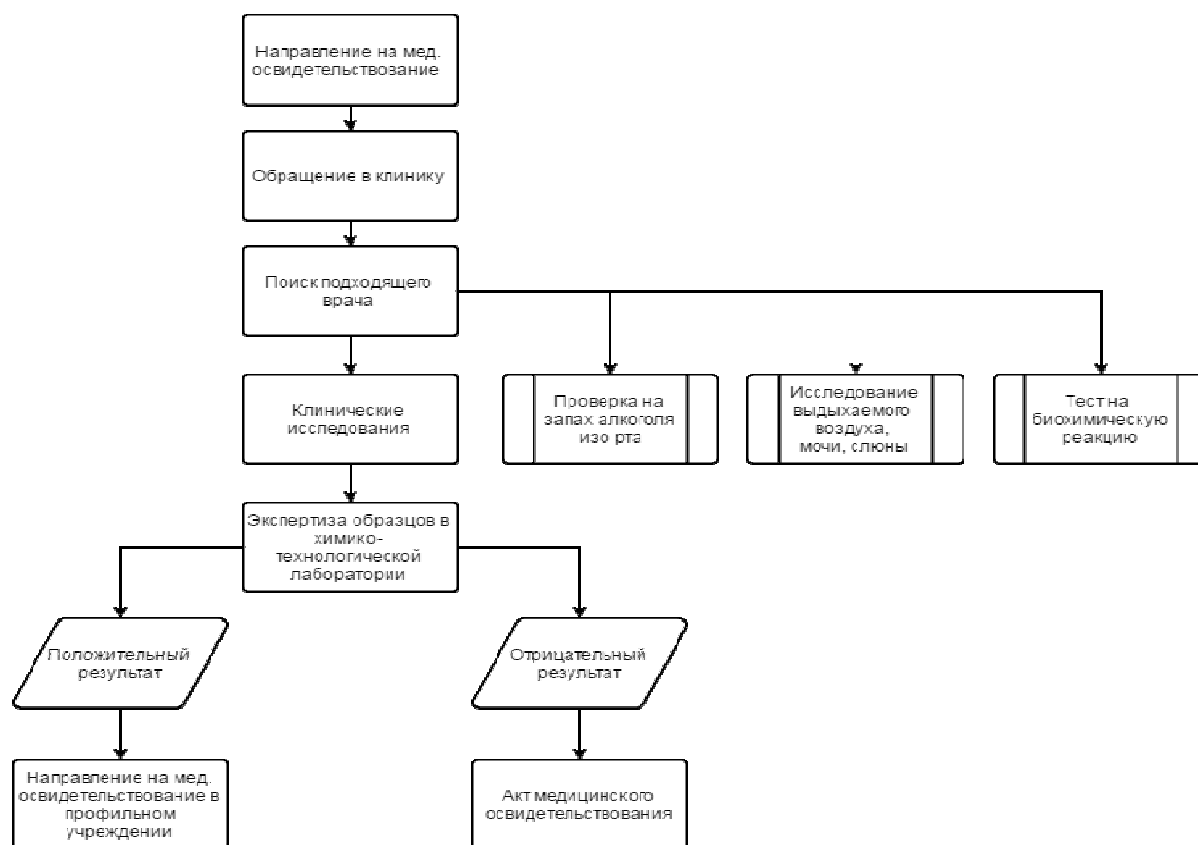 Направление на мед.
освидетельствование
Обращение в клинику
Поиск подходящего
врача
Клинические
исследования
Проверка на
запах алкоголя
изо рта
Исследование
выдыхаемого
воздуха,
мочи, слюны
Тест на
биохимическую
реакцию
Экспертиза образцов в
химико-
технологической
лаборатории
Положительный
результат
Отрицательный
результат
Направление на мед.
освидетельствование в
профильном
учреждении
Акт медицинского
освидетельствования